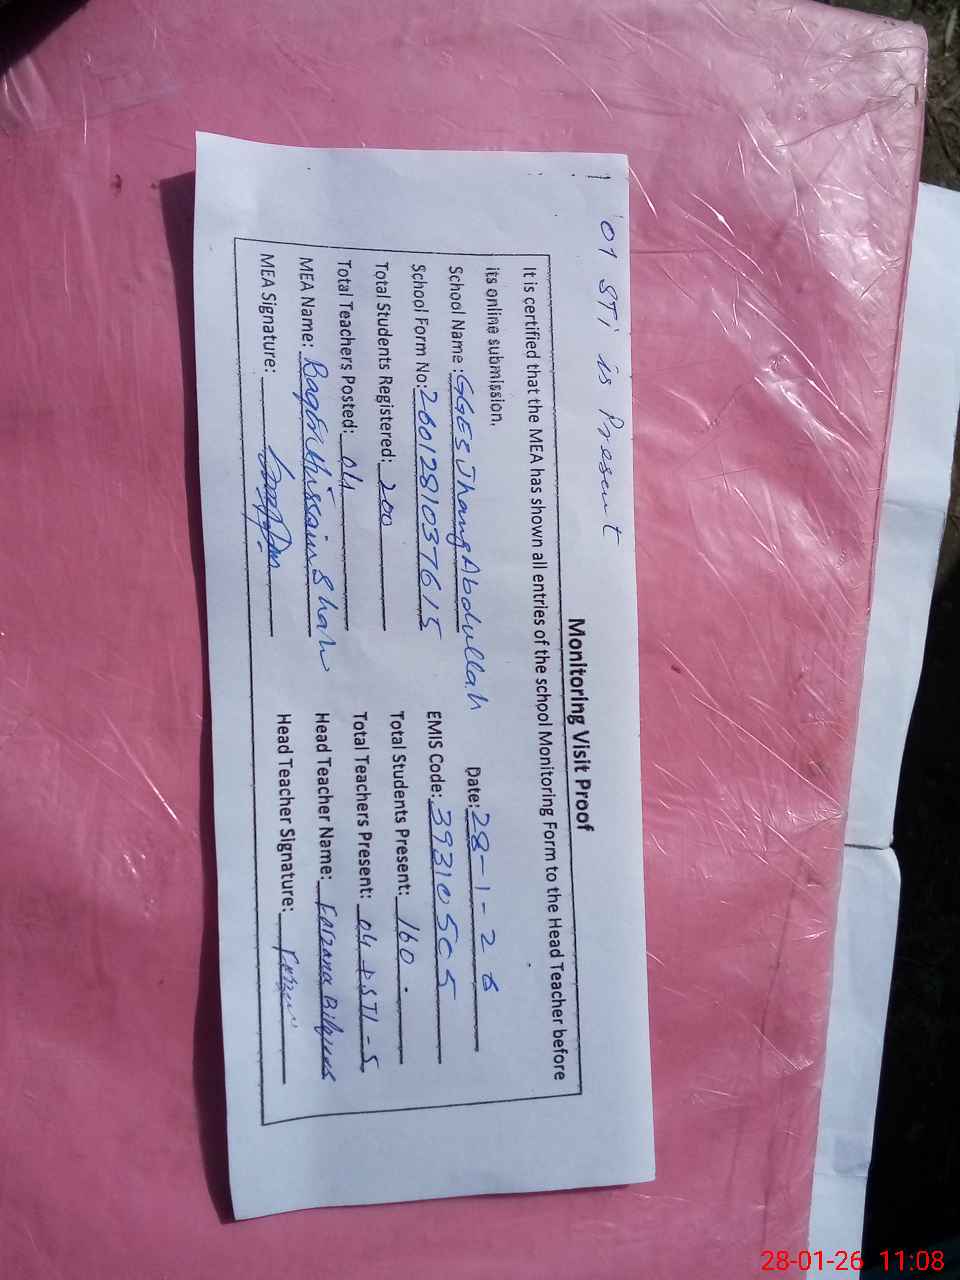 01 STi is Present
Monitoring Visit Proof
It is certified that the MEA has shown all entries of the school Monitoring Form to the Head Teacher before
its online submission.
School Name: GGES Jhang Abdullah Date: 28-1-26
School Form No: 2601281037615 EMIS Code: 39310505
Total Students Registered: 200 Total Students Present: 160
Total Teachers Posted: 04 Total Teachers Present: 04 + STI - 5
MEA Name: Hussain Shah Head Teacher Name: Farzana Bilqees
MEA Signature: Head Teacher Signature:
28-01-26 11:08